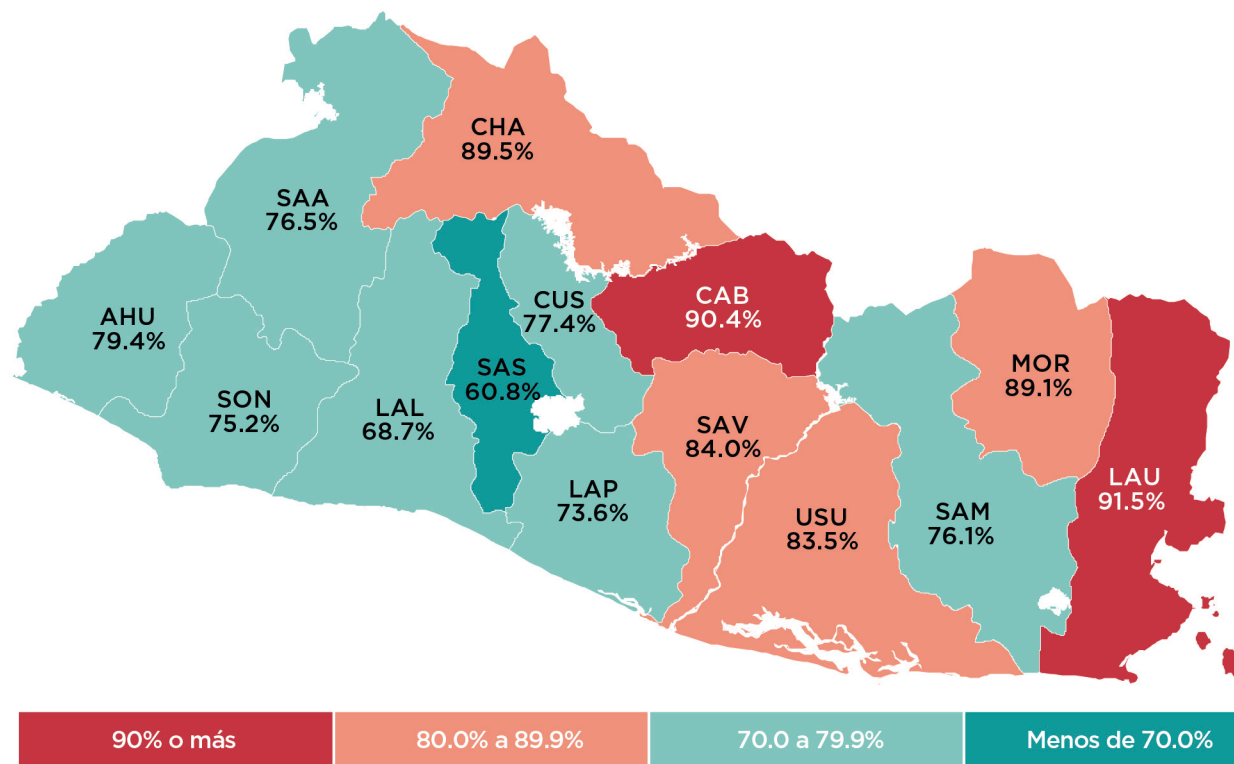 CHA
89.5%
SAA
76.5%
CUS
77.4%
CAB
90.4%
AHU
79.4%
SAS
60.8%
MOR
89.1%
SON
75.2%
LAL
68.7%
SAV
84.0%
LAP
73.6%
USU
83.5%
SAM
76.1%
LAU
91.5%
90% o más
80.0% a 89.9%
70.0 a 79.9%
Menos de 70.0%